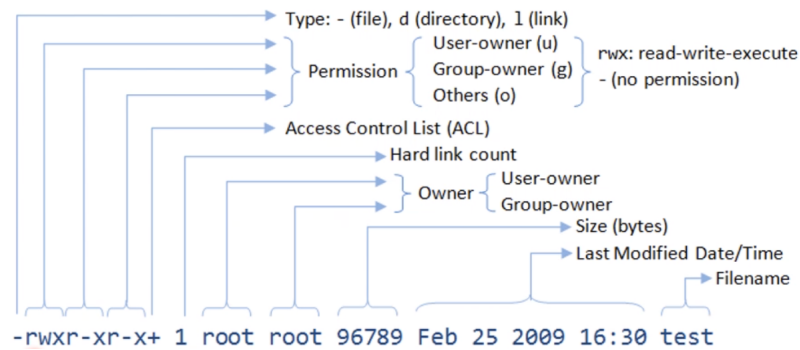 Type: - (file), d (directory), l (link)
User-owner (u)
Permission Group-owner (g) rwx: read-write-execute
- (no permission)
Others (o)
Access Control List (ACL)
Hard link count
User-owner
Owner
Group-owner
Size (bytes)
Last Modified Date/Time
Filename
-rwxr-xr-x+ 1 root root 96789 Feb 25 2009 16:30 test